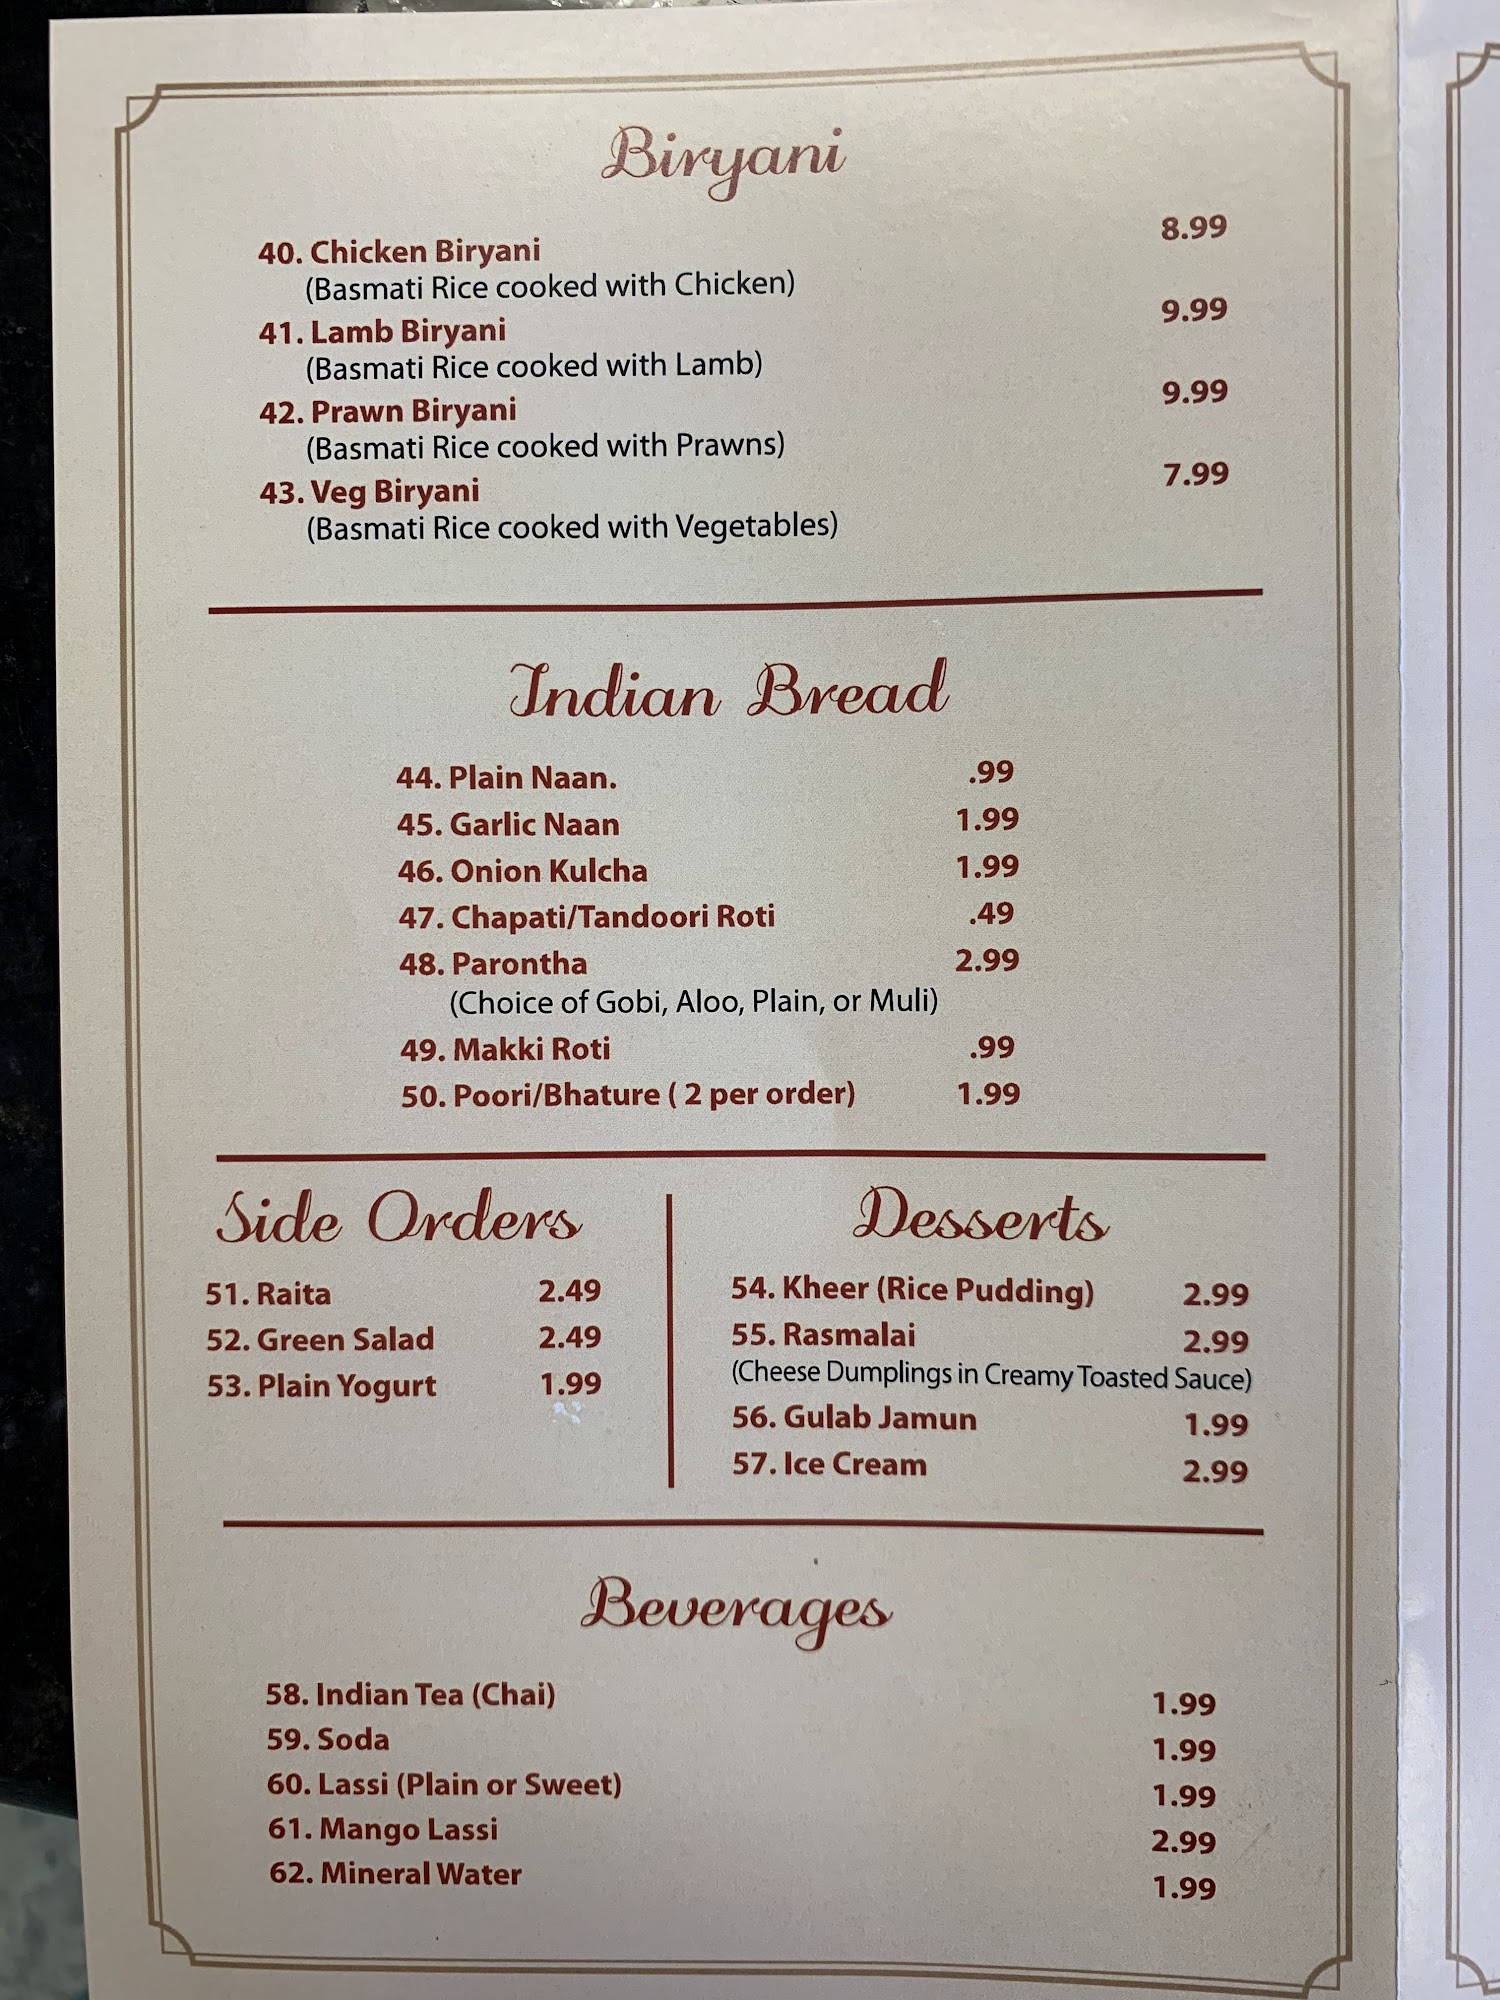 Biryani
40. Chicken Biryani 8.99
(Basmati Rice cooked with Chicken)
41. Lamb Biryani 9.99
(Basmati Rice cooked with Lamb)
42. Prawn Biryani 9.99
(Basmati Rice cooked with Prawns)
43. Veg Biryani 7.99
(Basmati Rice cooked with Vegetables)
Indian Bread
44. Plain Naan. .99
45. Garlic Naan 1.99
46. Onion Kulcha 1.99
47. Chapati/Tandoori Roti .49
48. Parontha 2.99
(Choice of Gobi, Aloo, Plain, or Muli)
49. Makki Roti .99
50. Poori/Bhature ( 2 per order) 1.99
Side Orders
51. Raita 2.49
52. Green Salad 2.49
53. Plain Yogurt 1.99
Desserts
54. Kheer (Rice Pudding) 2.99
55. Rasmalai 2.99
(Cheese Dumplings in Creamy Toasted Sauce)
56. Gulab Jamun 1.99
57. Ice Cream 2.99
Beverages
58. Indian Tea (Chai) 1.99
59. Soda 1.99
60. Lassi (Plain or Sweet) 1.99
61. Mango Lassi 2.99
62. Mineral Water 1.99